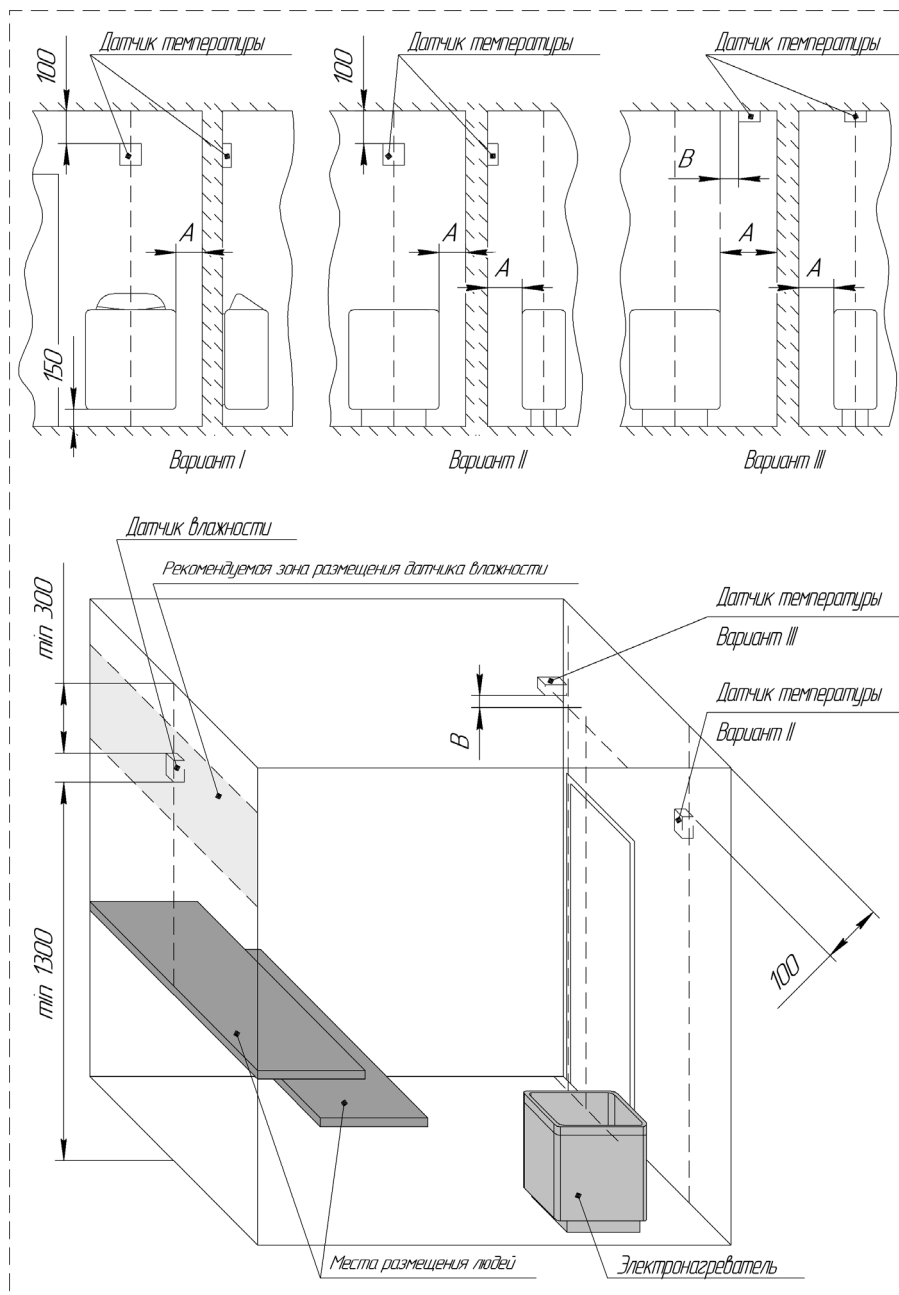 Датчик температуры
Датчик температуры
Датчик температуры
100
100
B
A
A
A
A
A
150
Вариант I
Вариант II
Вариант III
Датчик влажности
Рекомендуемая зона размещения датчика влажности
min 300
Датчик температуры
Вариант III
Датчик температуры
Вариант II
B
min 1300
100
Места размещения людей
Электронагреватель